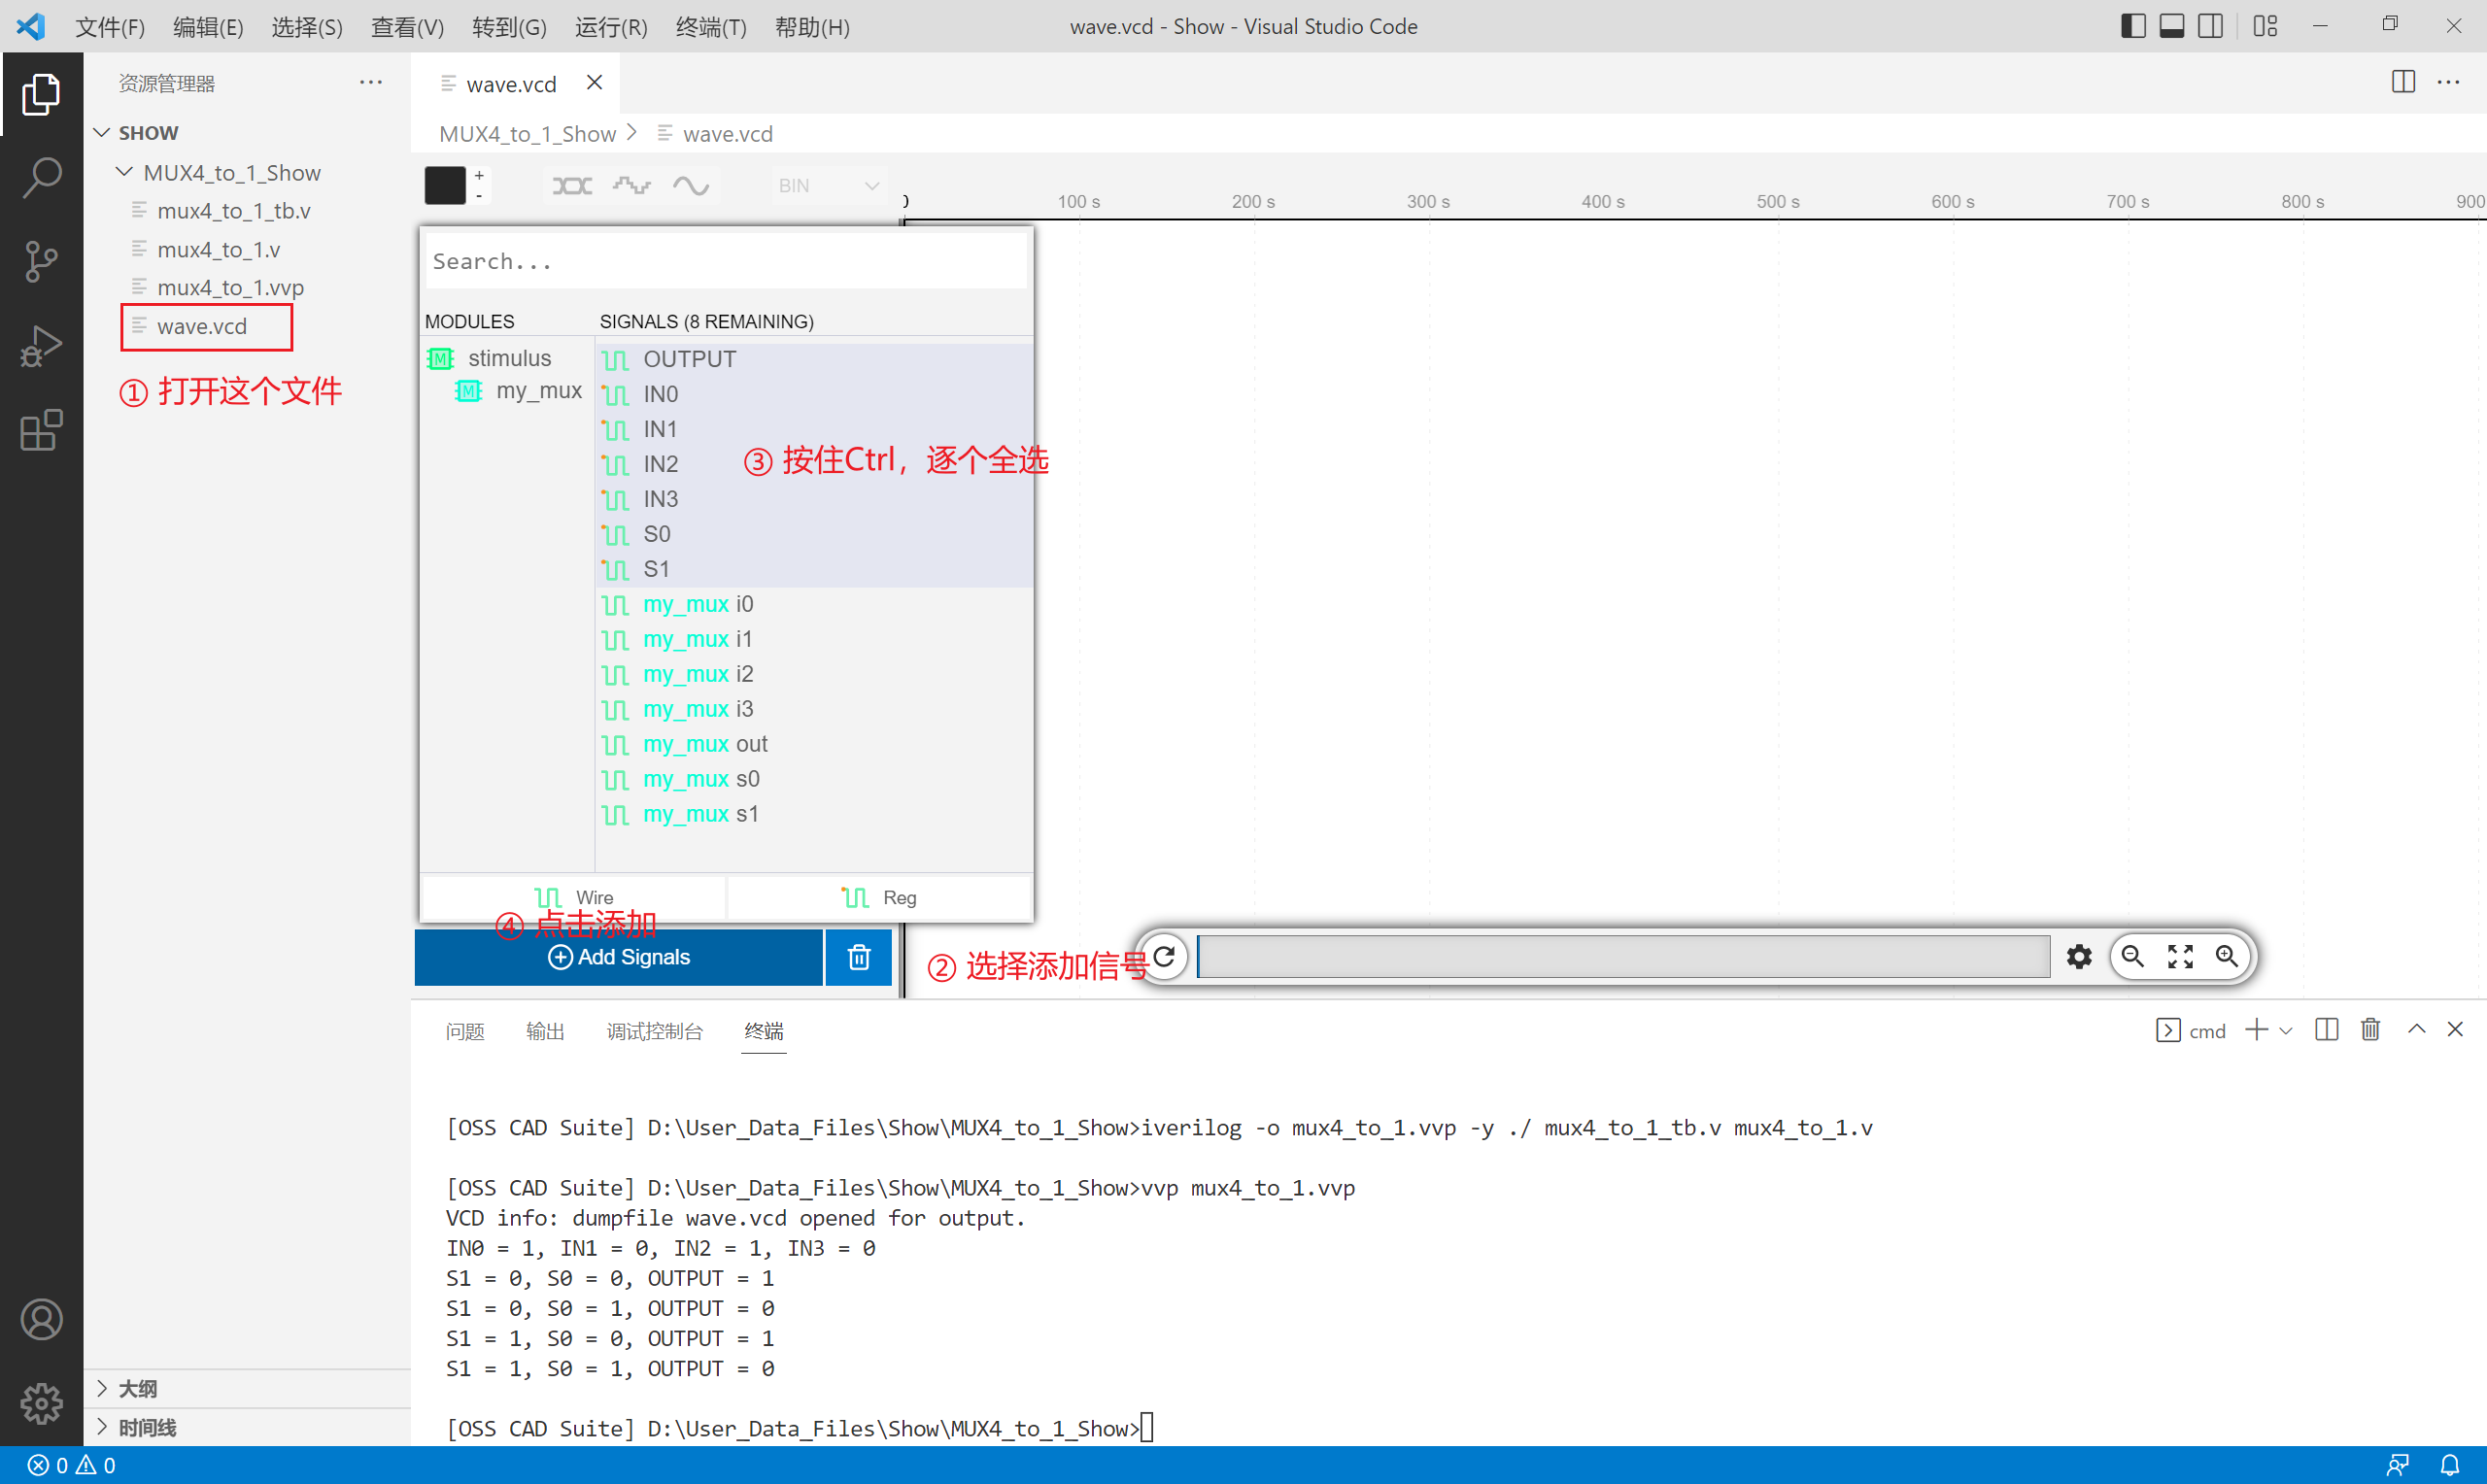 文件(F) 编辑(E) 选择(S) 查看(V) 转到(G) 运行(R) 终端(T) 帮助(H) wave.vcd - Show - Visual Studio Code
资源管理器
SHOW
MUX4_to_1_Show
mux4_to_1_tb.v
mux4_to_1.v
mux4_to_1.vvp
wave.vcd
① 打开这个文件
大纲
时间线
wave.vcd
MUX4_to_1_Show > wave.vcd
+
-
BIN
0 100 s 200 s 300 s 400 s 500 s 600 s 700 s 800 s 900
Search...
MODULES SIGNALS (8 REMAINING)
stimulus
my_mux
OUTPUT
IN0
IN1
IN2
IN3
S0
S1
③ 按住Ctrl，逐个全选
my_mux i0
my_mux i1
my_mux i2
my_mux i3
my_mux out
my_mux s0
my_mux s1
Wire Reg
④ 点击添加
Add Signals
② 选择添加信号
问题 输出 调试控制台 终端 cmd
[OSS CAD Suite] D:\User_Data_Files\Show\MUX4_to_1_Show>iverilog -o mux4_to_1.vvp -y ./ mux4_to_1_tb.v mux4_to_1.v
[OSS CAD Suite] D:\User_Data_Files\Show\MUX4_to_1_Show>vvp mux4_to_1.vvp
VCD info: dumpfile wave.vcd opened for output.
IN0 = 1, IN1 = 0, IN2 = 1, IN3 = 0
S1 = 0, S0 = 0, OUTPUT = 1
S1 = 0, S0 = 1, OUTPUT = 0
S1 = 1, S0 = 0, OUTPUT = 1
S1 = 1, S0 = 1, OUTPUT = 0
[OSS CAD Suite] D:\User_Data_Files\Show\MUX4_to_1_Show>
0 0